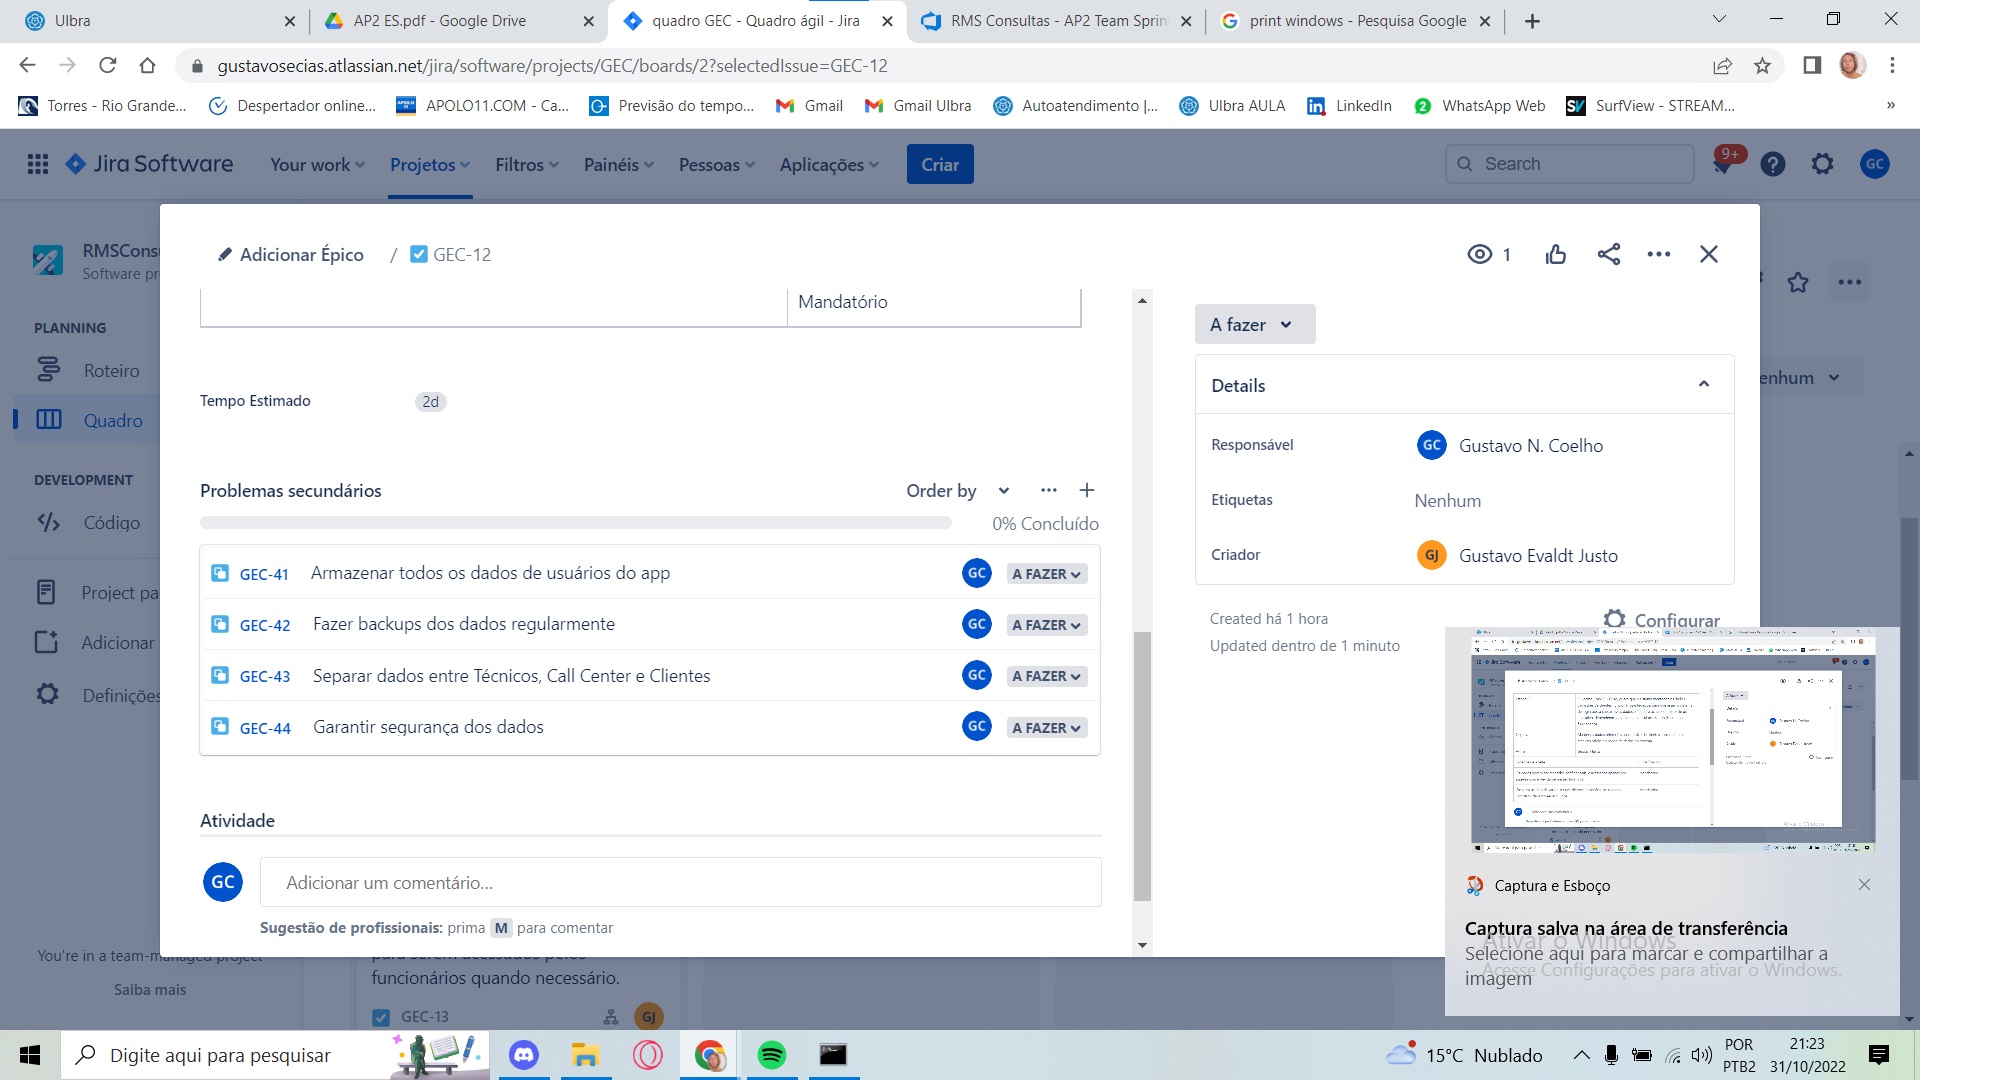 Ulbra
AP2 ES.pdf - Google Drive
quadro GEC - Quadro ágil - Jira
RMS Consultas - AP2 Team Sprin
print windows - Pesquisa Google
gustavosecias.atlassian.net/jira/software/projects/GEC/boards/2?selectedIssue=GEC-12
Torres - Rio Grande...
Despertador online...
APOLO11.COM - Ca...
Previsão do tempo...
Gmail
Gmail Ulbra
Autoatendimento |...
Ulbra AULA
LinkedIn
WhatsApp Web
SurfView - STREAM...
»
Jira Software
Your work
Projetos
Filtros
Painéis
Pessoas
Aplicações
Criar
Search
9+
GC
RMSConsu
Software pr
PLANNING
Roteiro
Quadro
DEVELOPMENT
Código
Project pa
Adicionar
Definições
You're in a team-managed project
Saiba mais
enhum
Adicionar Épico / GEC-12
1
Mandatório
Tempo Estimado 2d
Problemas secundários Order by
0% Concluído
GEC-41 Armazenar todos os dados de usuários do app GC A FAZER
GEC-42 Fazer backups dos dados regularmente GC A FAZER
GEC-43 Separar dados entre Técnicos, Call Center e Clientes GC A FAZER
GEC-44 Garantir segurança dos dados GC A FAZER
Atividade
GC Adicionar um comentário...
Sugestão de profissionais: prima M para comentar
A fazer
Details
Responsável GC Gustavo N. Coelho
Etiquetas Nenhum
Criador GJ Gustavo Evaldt Justo
Created há 1 hora
Configurar
Updated dentro de 1 minuto
para serem acessados pelos
funcionários quando necessário.
GEC-13 GJ
Captura e Esboço
Captura salva na área de transferência
Selecione aqui para marcar e compartilhar a
imagem
Ativar o Windows
Acesse Configurações para ativar o Windows.
Digite aqui para pesquisar
15°C Nublado
POR
PTB2
21:23
31/10/2022